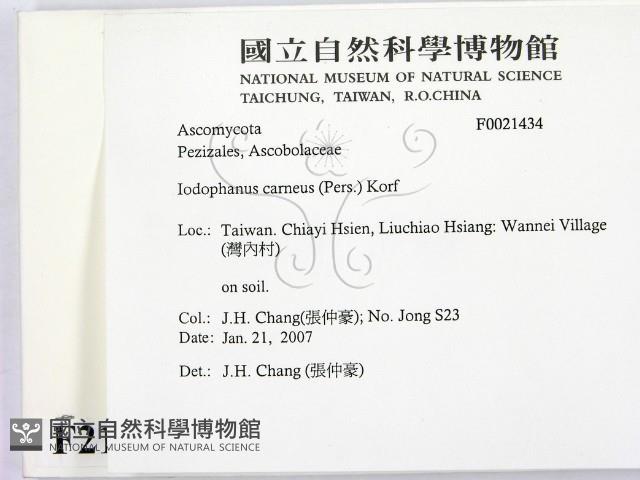 國立自然科學博物館
NATIONAL MUSEUM OF NATURAL SCIENCE
TAICHUNG, TAIWAN, R.O.CHINA
Ascomycota F0021434
Pezizales, Ascobolaceae
Iodophanus carneus (Pers.) Korf
Loc.: Taiwan. Chiayi Hsien, Liuchiao Hsiang: Wannei Village
(灣內村)
on soil.
Col.: J.H. Chang(張仲豪); No. Jong S23
Date: Jan. 21, 2007
Det.: J.H. Chang (張仲豪)
國立自然科學博物館
NATIONAL MUSEUM OF NATURAL SCIENCE